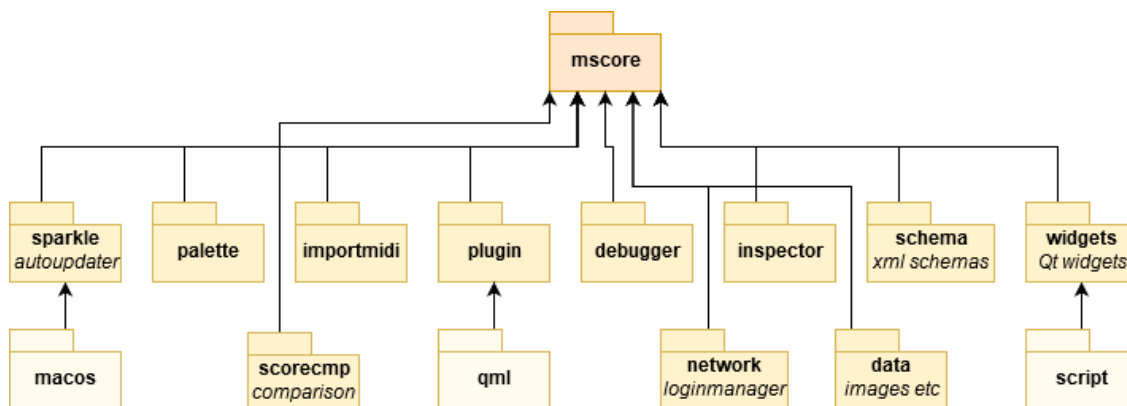 mscore
sparkle
autoupdater
palette
importmidi
plugin
debugger
inspector
schema
xml schemas
widgets
Qt widgets
macos
scorecmp
comparison
qml
network
loginmanager
data
images etc
script